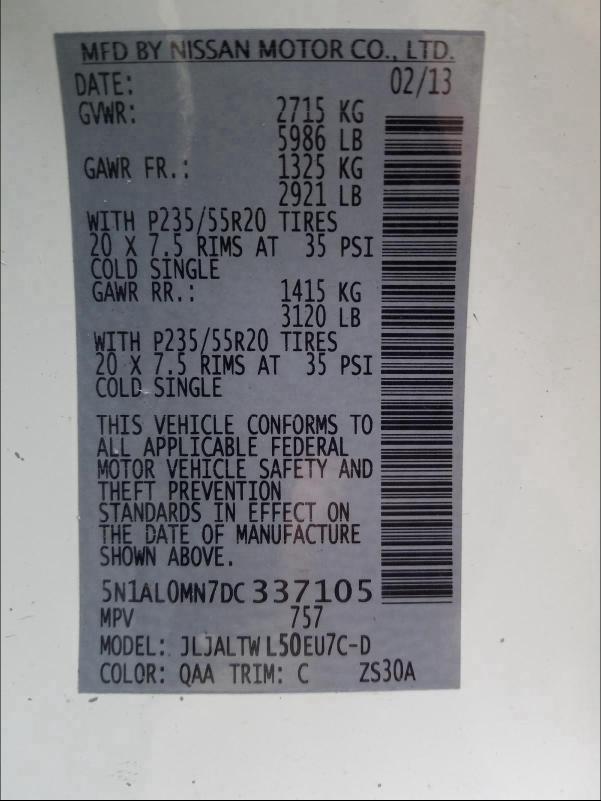 MFD BY NISSAN MOTOR CO., LTD.
DATE: 02/13
GVWR: 2715 KG
5986 LB
GAWR FR.: 1325 KG
2921 LB
WITH P235/55R20 TIRES
20 X 7.5 RIMS AT 35 PSI
COLD SINGLE
GAWR RR.: 1415 KG
3120 LB
WITH P235/55R20 TIRES
20 X 7.5 RIMS AT 35 PSI
COLD SINGLE
THIS VEHICLE CONFORMS TO
ALL APPLICABLE FEDERAL
MOTOR VEHICLE SAFETY AND
THEFT PREVENTION
STANDARDS IN EFFECT ON
THE DATE OF MANUFACTURE
SHOWN ABOVE.
5N1AL0MN7DC337105
MPV 757
MODEL: JLJALTWL50EU7C-D
COLOR: QAA TRIM: C ZS30A